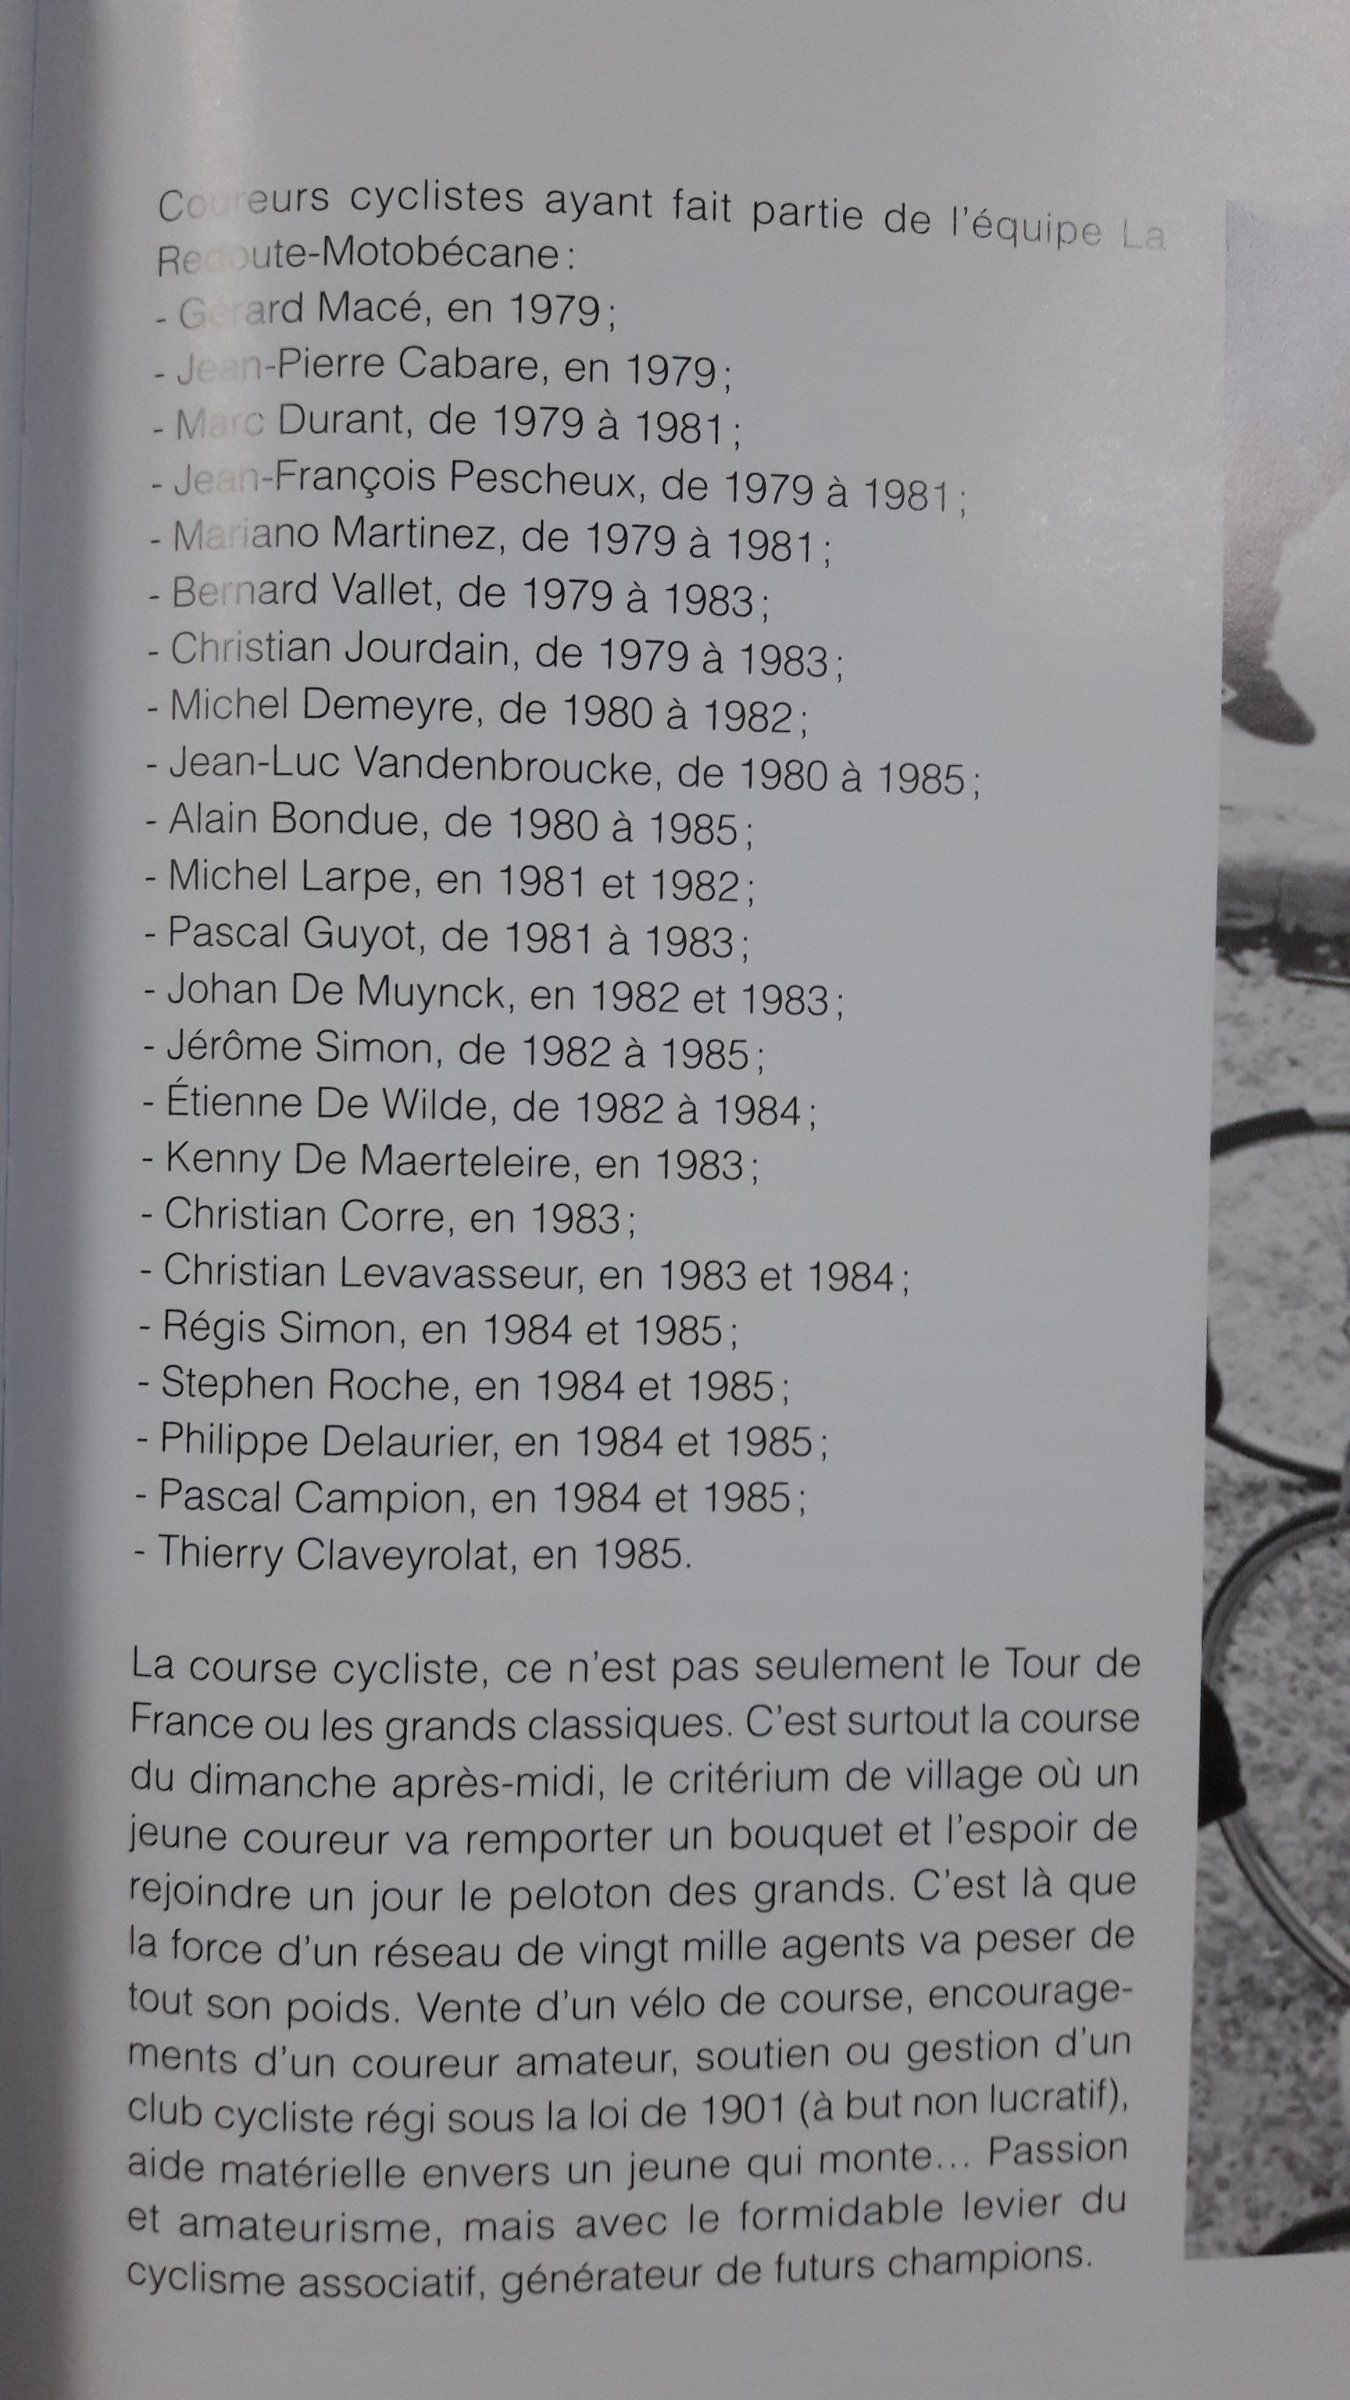 Coureurs cyclistes ayant fait partie de l'équipe La
Redoute-Motobécane :
- Gérard Macé, en 1979 ;
- Jean-Pierre Cabare, en 1979 ;
- Marc Durant, de 1979 à 1981 ;
- Jean-François Pescheux, de 1979 à 1981 ;
- Mariano Martinez, de 1979 à 1981 ;
- Bernard Vallet, de 1979 à 1983 ;
- Christian Jourdain, de 1979 à 1983 ;
- Michel Demeyre, de 1980 à 1982 ;
- Jean-Luc Vandenbroucke, de 1980 à 1985 ;
- Alain Bondue, de 1980 à 1985 ;
- Michel Larpe, en 1981 et 1982 ;
- Pascal Guyot, de 1981 à 1983 ;
- Johan De Muynck, en 1982 et 1983 ;
- Jérôme Simon, de 1982 à 1985 ;
- Étienne De Wilde, de 1982 à 1984 ;
- Kenny De Maerteleire, en 1983 ;
- Christian Corre, en 1983 ;
- Christian Levavasseur, en 1983 et 1984 ;
- Régis Simon, en 1984 et 1985 ;
- Stephen Roche, en 1984 et 1985 ;
- Philippe Delaurier, en 1984 et 1985 ;
- Pascal Campion, en 1984 et 1985 ;
- Thierry Claveyrolat, en 1985.
La course cycliste, ce n'est pas seulement le Tour de
France ou les grands classiques. C'est surtout la course
du dimanche après-midi, le critérium de village où un
jeune coureur va remporter un bouquet et l'espoir de
rejoindre un jour le peloton des grands. C'est là que
la force d'un réseau de vingt mille agents va peser de
tout son poids. Vente d'un vélo de course, encourage-
ments d'un coureur amateur, soutien ou gestion d'un
club cycliste régi sous la loi de 1901 (à but non lucratif),
aide matérielle envers un jeune qui monte... Passion
et amateurisme, mais avec le formidable levier du
cyclisme associatif, générateur de futurs champions.